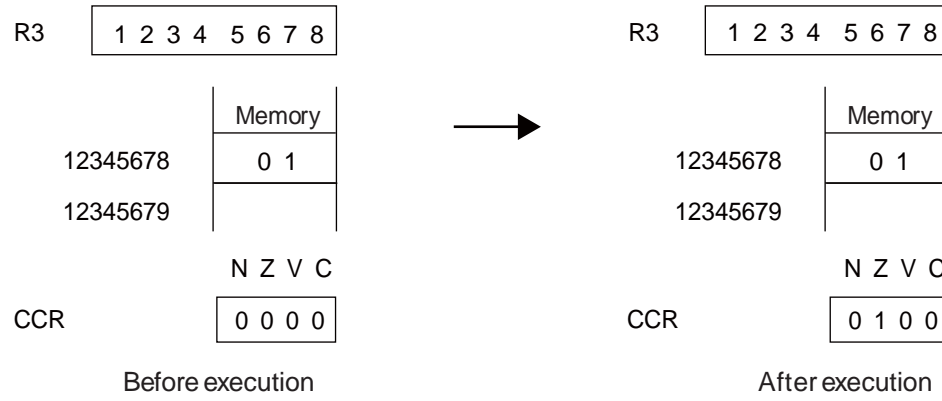 R3 1 2 3 4 5 6 7 8 R3 1 2 3 4 5 6 7 8
Memory Memory
12345678 0 1 12345678 0 1
12345679 12345679
N Z V C N Z V C
CCR 0 0 0 0 CCR 0 1 0 0
Before execution After execution